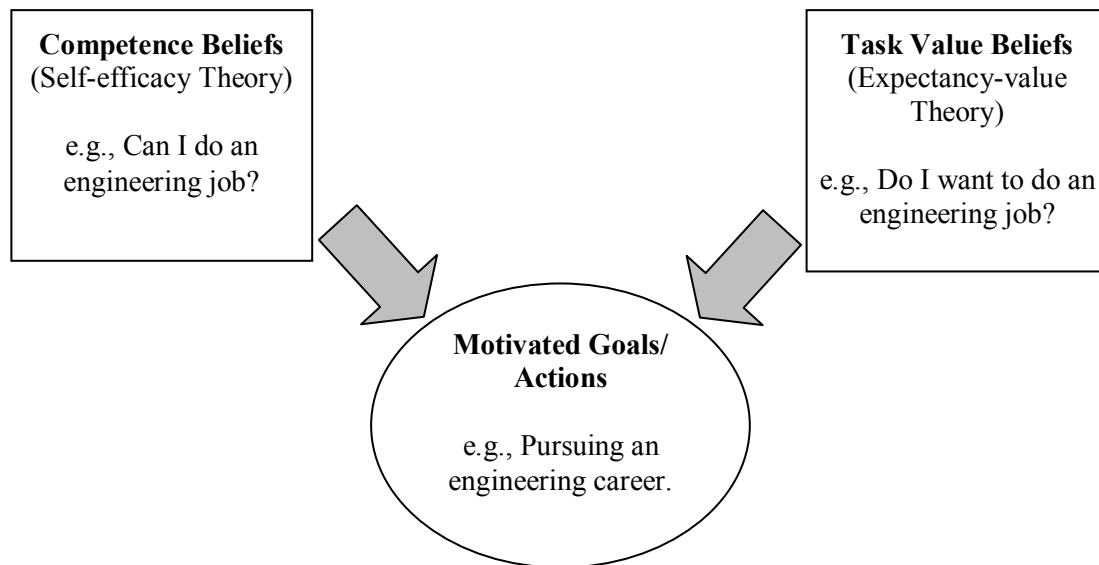 Competence Beliefs
(Self-efficacy Theory)
e.g., Can I do an
engineering job?
Task Value Beliefs
(Expectancy-value
Theory)
e.g., Do I want to do an
engineering job?
Motivated Goals/
Actions
e.g., Pursuing an
engineering career.